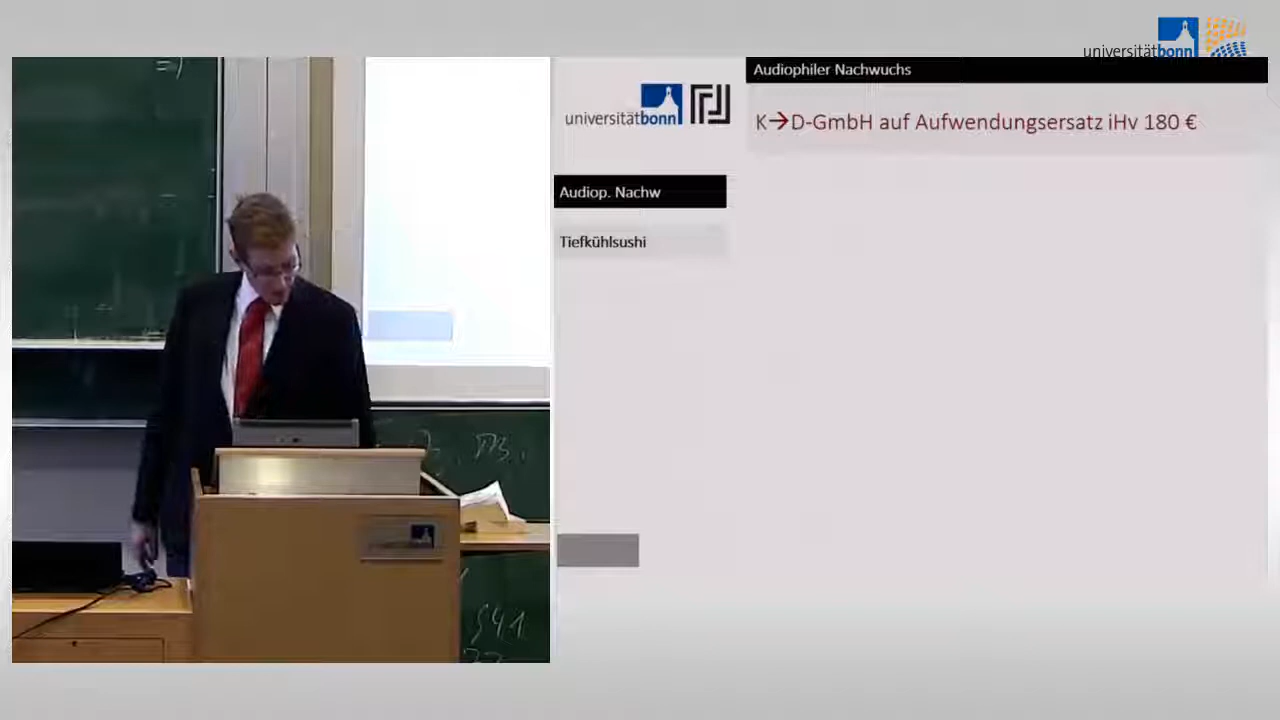 universitätbonn
Audiophiler Nachwuchs
universitätbonn
K→D-GmbH auf Aufwendungsersatz iHv 180 €
Audiop. Nachw
Tiefkühlsushi
§41